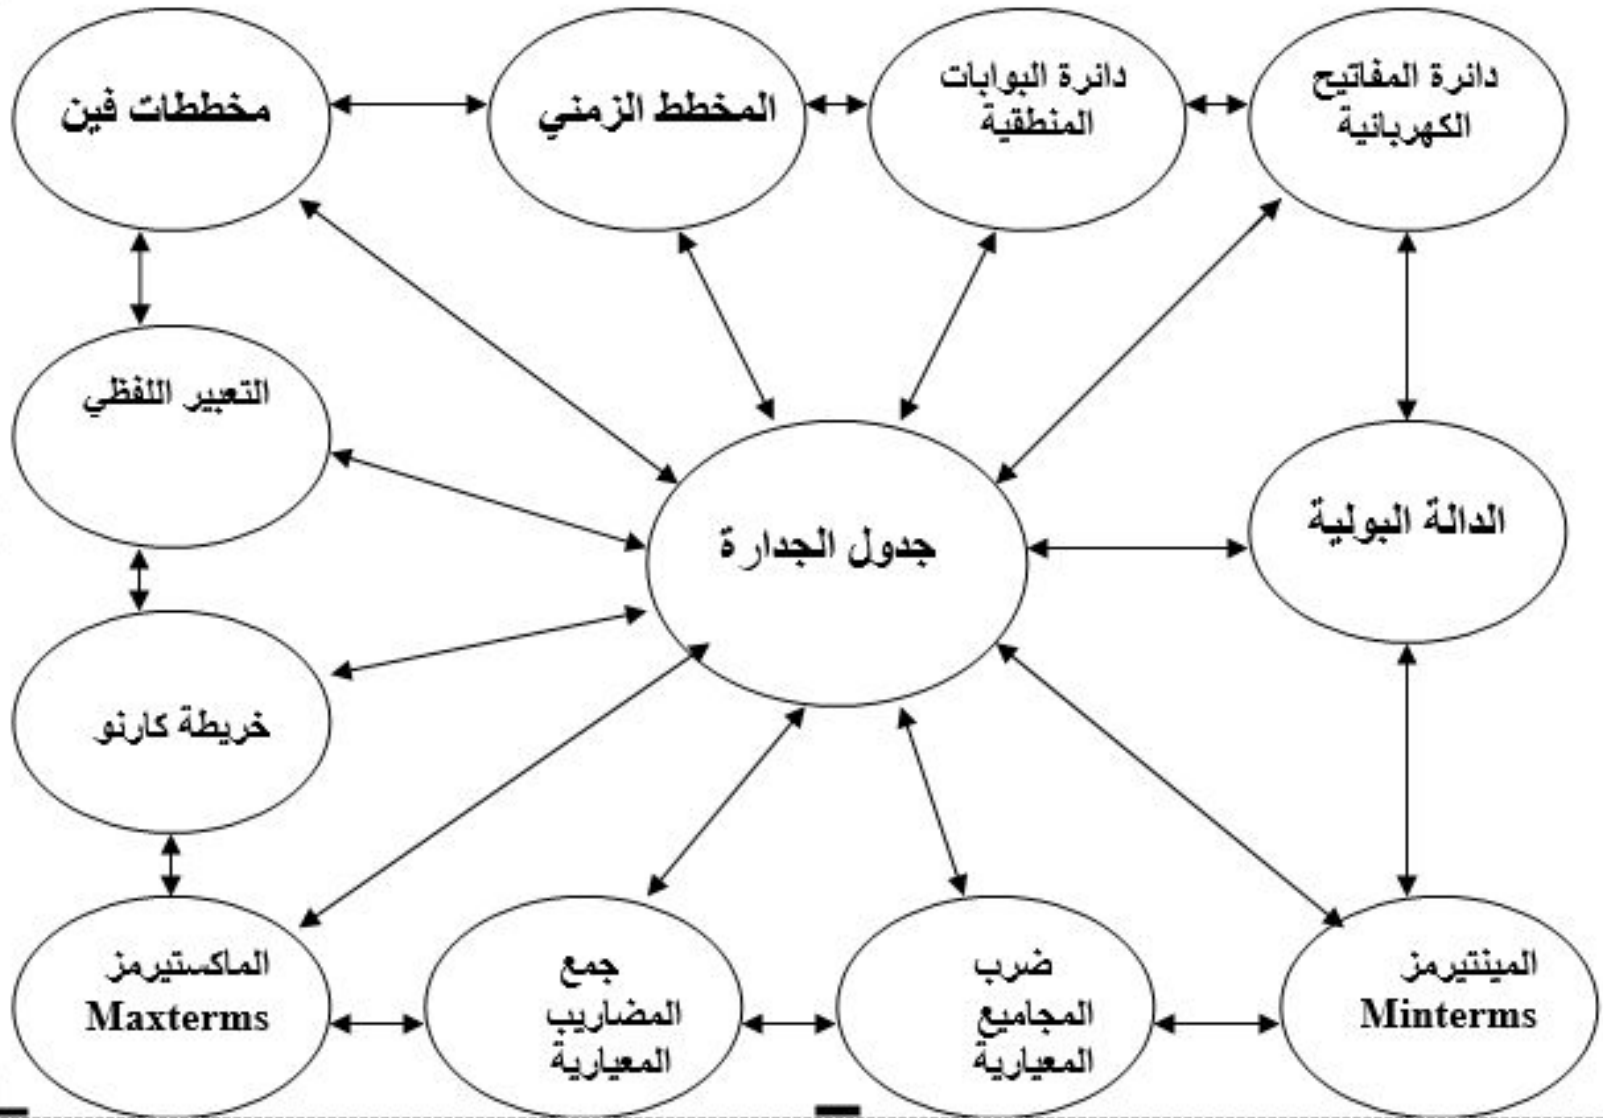 دائرة المفاتيح
الكهربائية
دائرة البوابات
المنطقية
المخطط الزمني
مخططات فين
التعبير اللفظي
الدالة البولية
جدول الجدارة
خريطة كارنو
المينتيرمز
Minterms
ضرب
المجاميع
المعيارية
جمع
المضاريب
المعيارية
الماكستيرمز
Maxterms